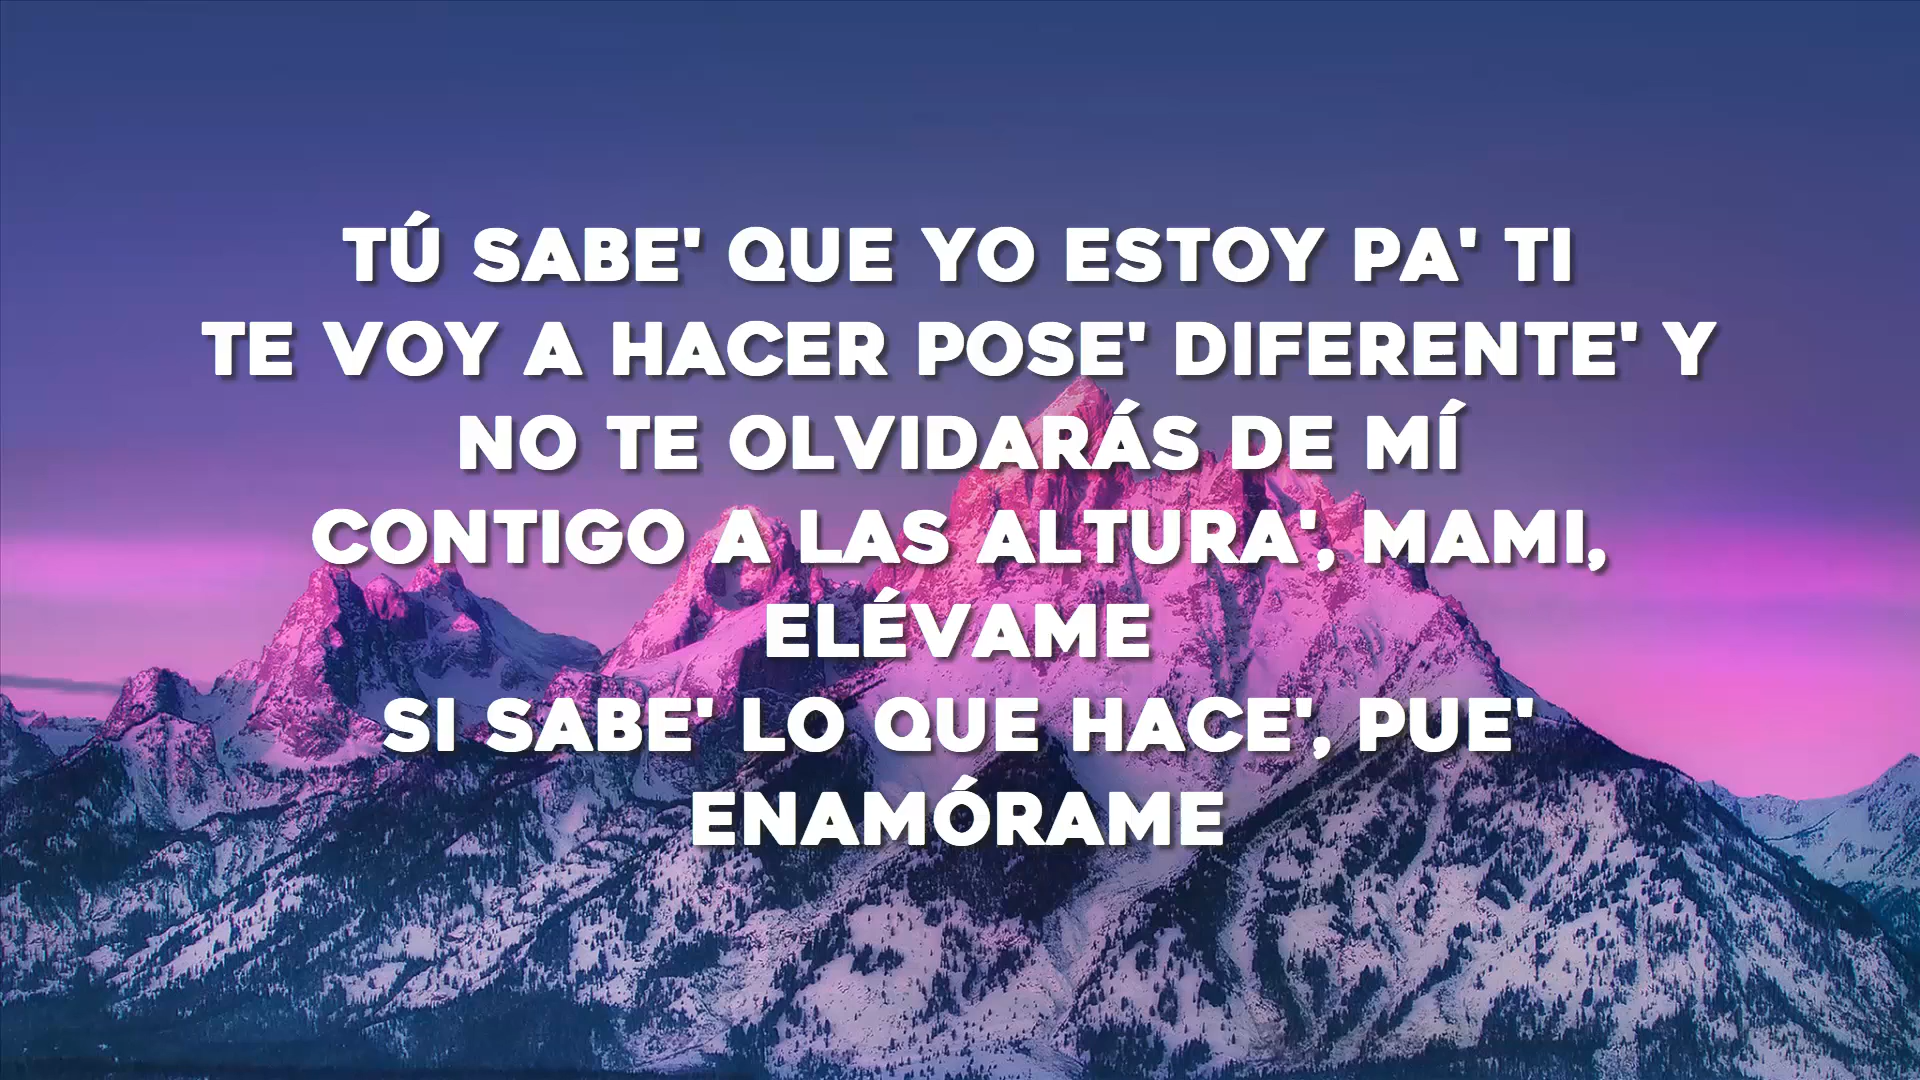 TÚ SABE' QUE YO ESTOY PA' TI
TE VOY A HACER POSE' DIFERENTE' Y
NO TE OLVIDARÁS DE MÍ
CONTIGO A LAS ALTURA', MAMI,
ELÉVAME
SI SABE' LO QUE HACE', PUE'
ENAMÓRAME